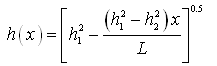 h(x) = [h₁² − (h₁² − h₂²)x / L]^0.5